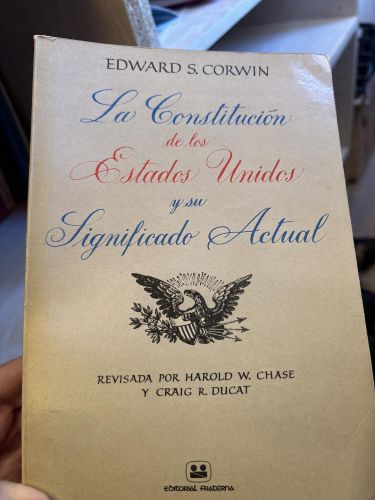 EDWARD S. CORWIN
La Constitución
de los
Estados Unidos
y su
Significado Actual
REVISADA POR HAROLD W. CHASE
Y CRAIG R. DUCAT
EDITORIAL FRATERNA